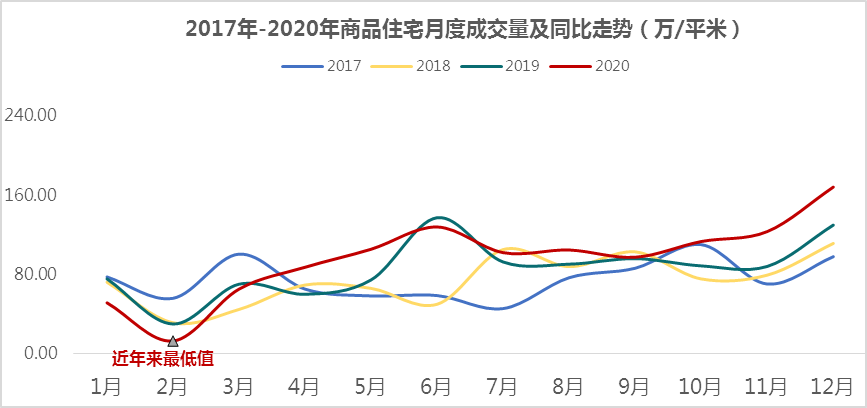 2017年-2020年商品住宅月度成交量及同比走势（万/平米）
2017 2018 2019 2020
240.00
160.00
80.00
0.00
近年来最低值
1月 2月 3月 4月 5月 6月 7月 8月 9月 10月 11月 12月